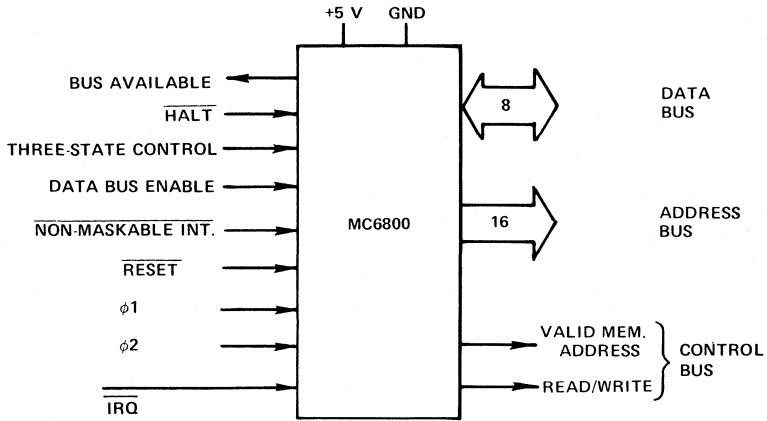 +5 V
GND
BUS AVAILABLE
HALT
THREE-STATE CONTROL
DATA BUS ENABLE
NON-MASKABLE INT.
RESET
ϕ1
ϕ2
IRQ
MC6800
8
DATA
BUS
16
ADDRESS
BUS
VALID MEM.
ADDRESS
READ/WRITE
CONTROL
BUS